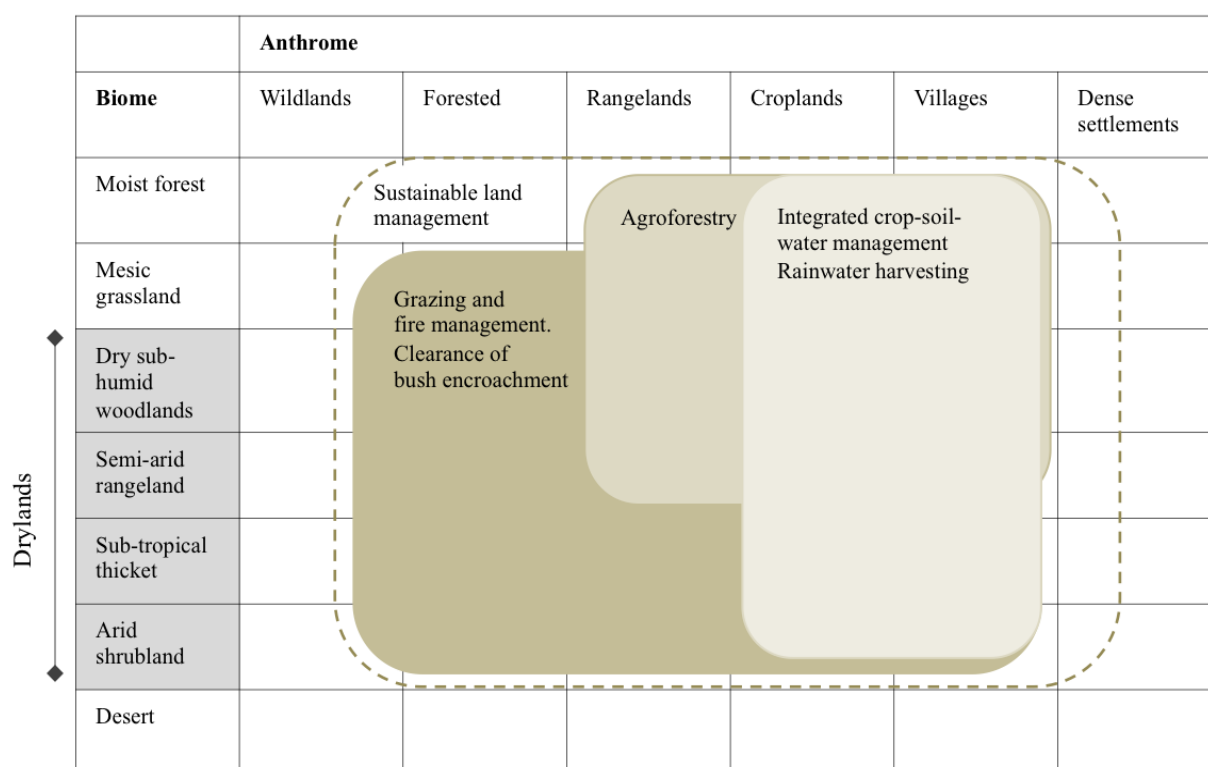 Anthrome
Biome
Wildlands
Forested
Rangelands
Croplands
Villages
Dense
settlements
Moist forest
Sustainable land
management
Agroforestry
Integrated crop-soil-
water management
Rainwater harvesting
Mesic
grassland
Grazing and
fire management.
Clearance of
bush encroachment
Drylands
Dry sub-
humid
woodlands
Semi-arid
rangeland
Sub-tropical
thicket
Arid
shrubland
Desert